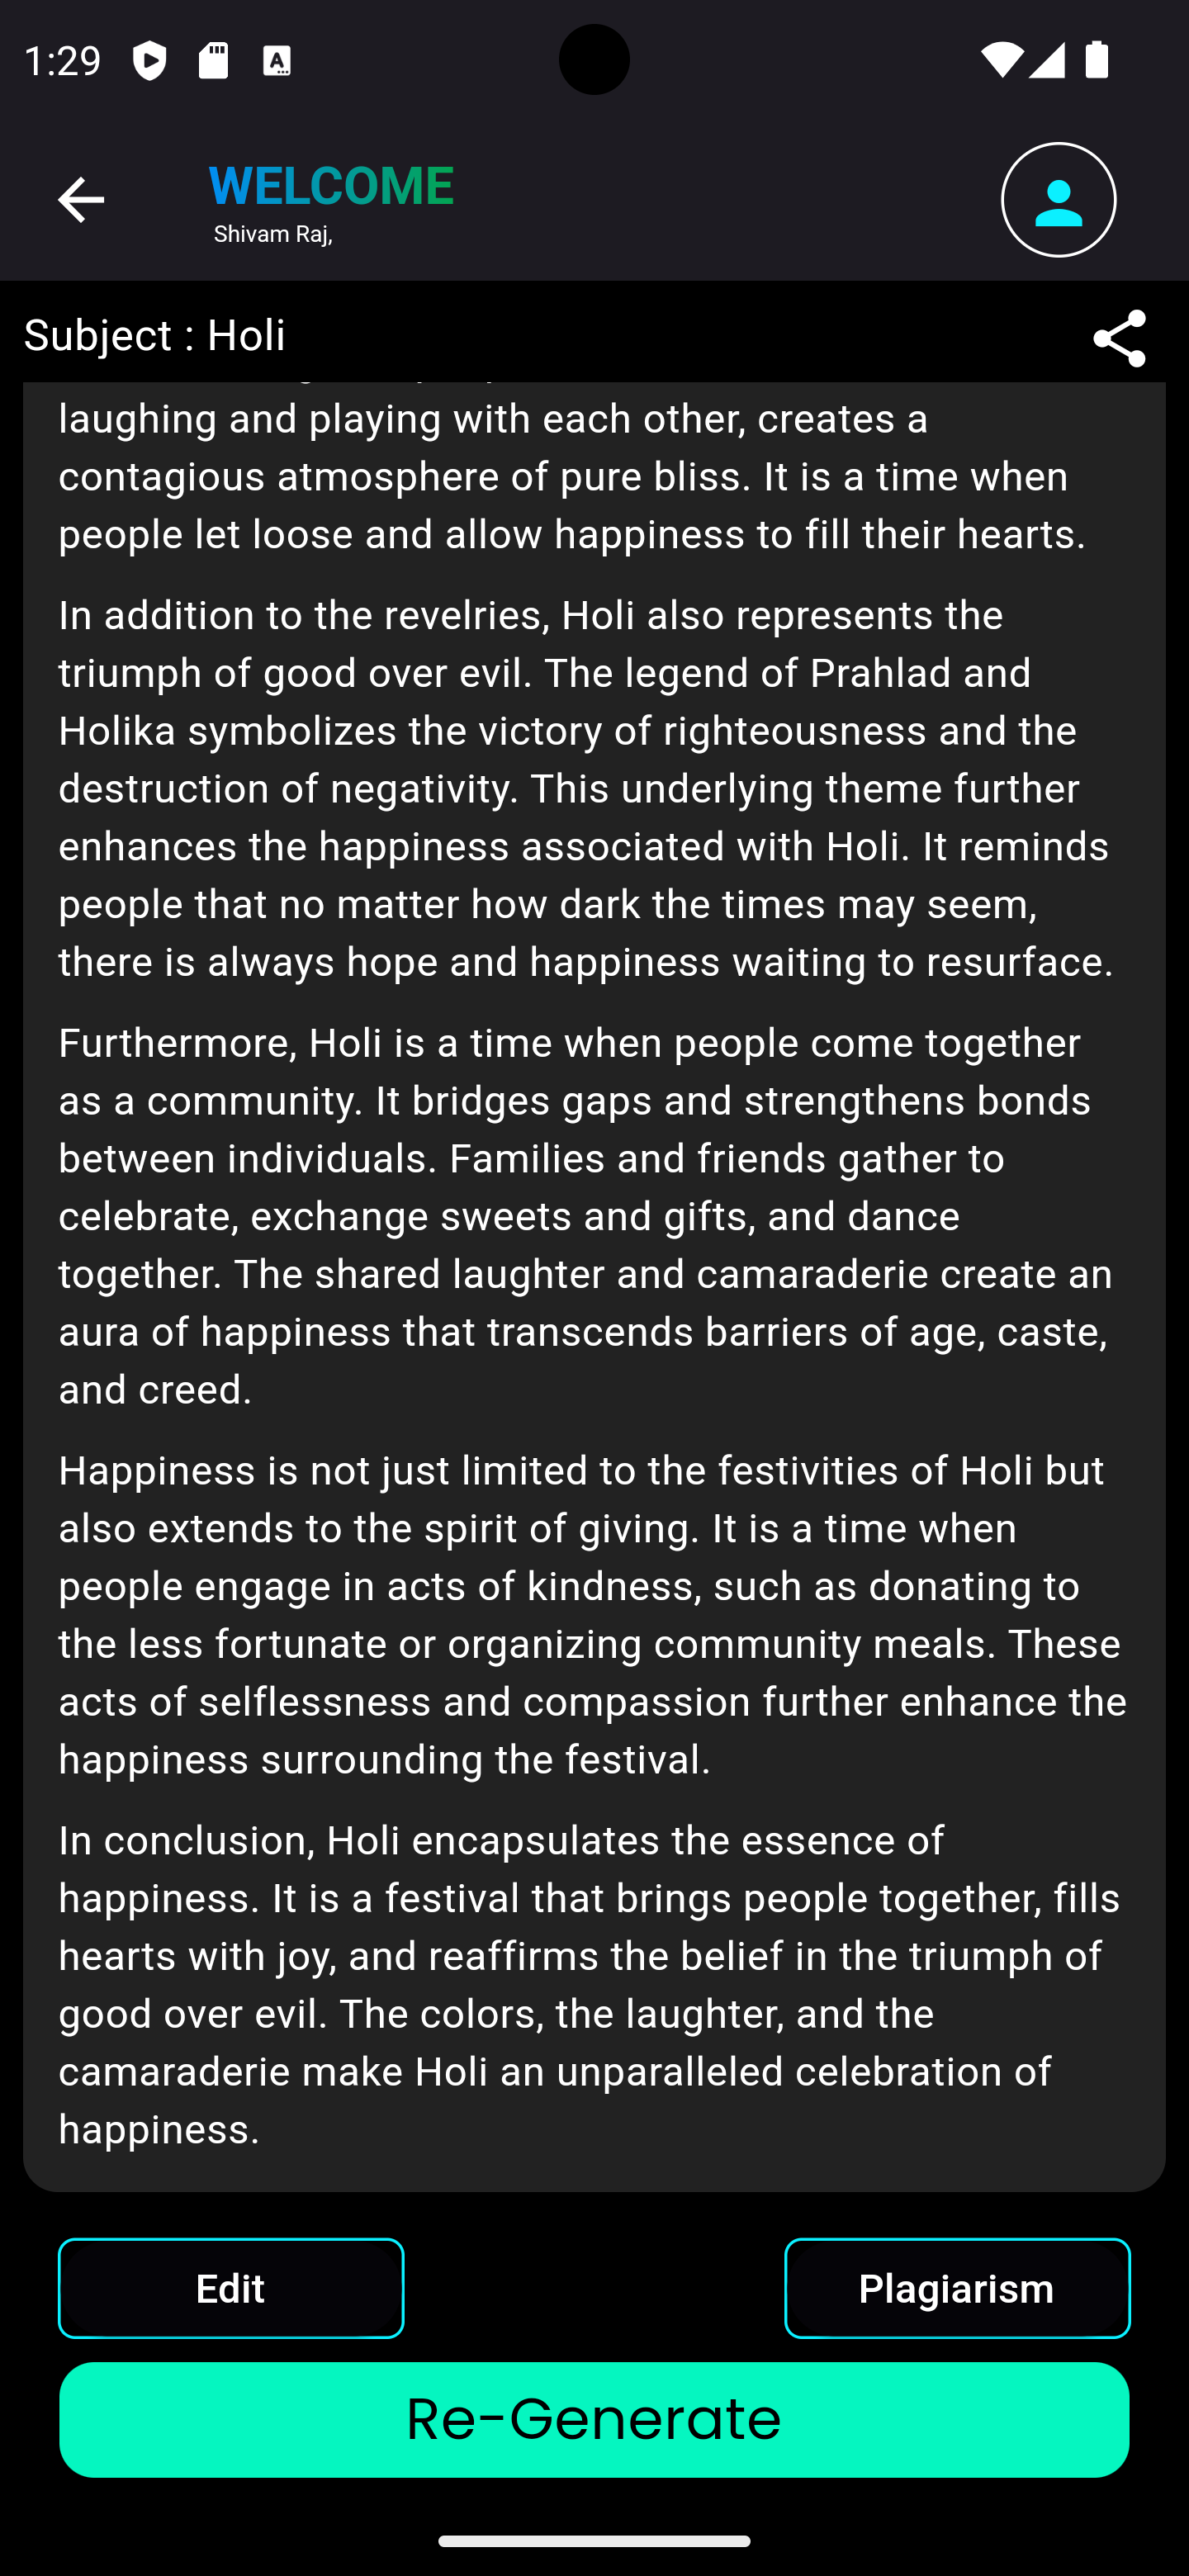 1:29
WELCOME
Shivam Raj,
Subject : Holi
laughing and playing with each other, creates a
contagious atmosphere of pure bliss. It is a time when
people let loose and allow happiness to fill their hearts.
In addition to the revelries, Holi also represents the
triumph of good over evil. The legend of Prahlad and
Holika symbolizes the victory of righteousness and the
destruction of negativity. This underlying theme further
enhances the happiness associated with Holi. It reminds
people that no matter how dark the times may seem,
there is always hope and happiness waiting to resurface.
Furthermore, Holi is a time when people come together
as a community. It bridges gaps and strengthens bonds
between individuals. Families and friends gather to
celebrate, exchange sweets and gifts, and dance
together. The shared laughter and camaraderie create an
aura of happiness that transcends barriers of age, caste,
and creed.
Happiness is not just limited to the festivities of Holi but
also extends to the spirit of giving. It is a time when
people engage in acts of kindness, such as donating to
the less fortunate or organizing community meals. These
acts of selflessness and compassion further enhance the
happiness surrounding the festival.
In conclusion, Holi encapsulates the essence of
happiness. It is a festival that brings people together, fills
hearts with joy, and reaffirms the belief in the triumph of
good over evil. The colors, the laughter, and the
camaraderie make Holi an unparalleled celebration of
happiness.
Edit
Plagiarism
Re-Generate